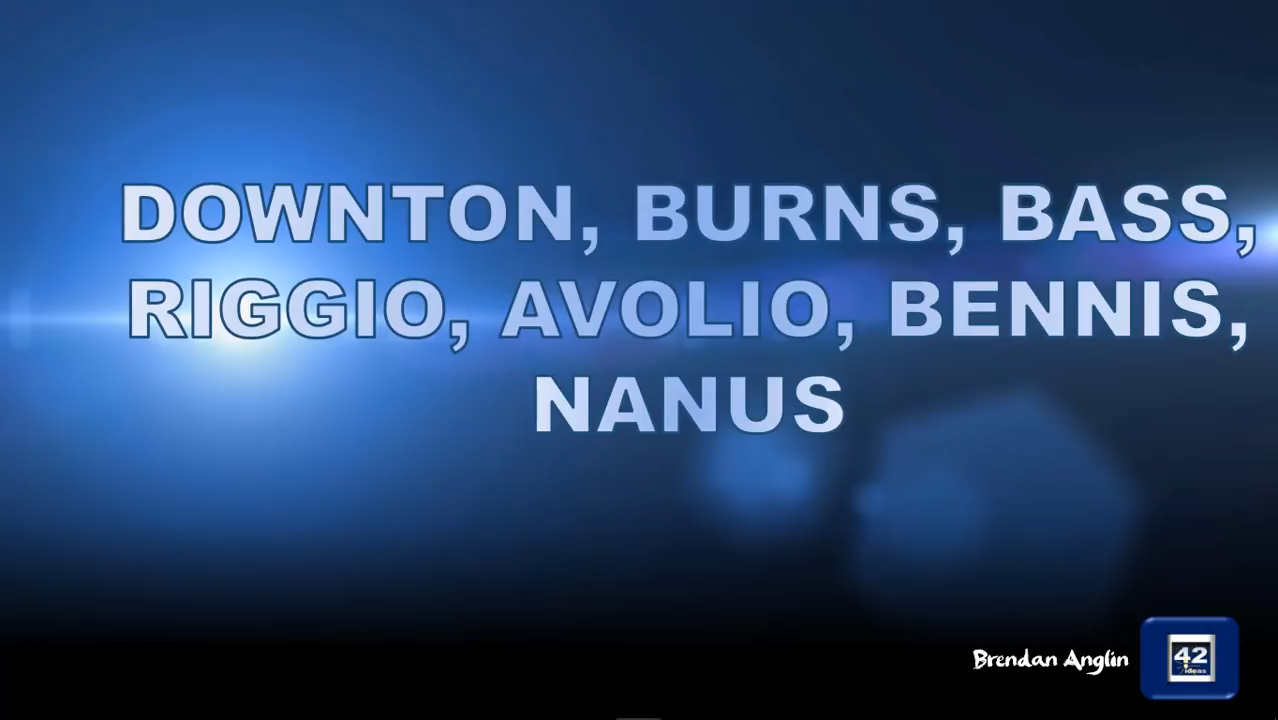 DOWNTON, BURNS, BASS,
RIGGIO, AVOLIO, BENNIS,
NANUS
Brendan Anglin
42
ideas